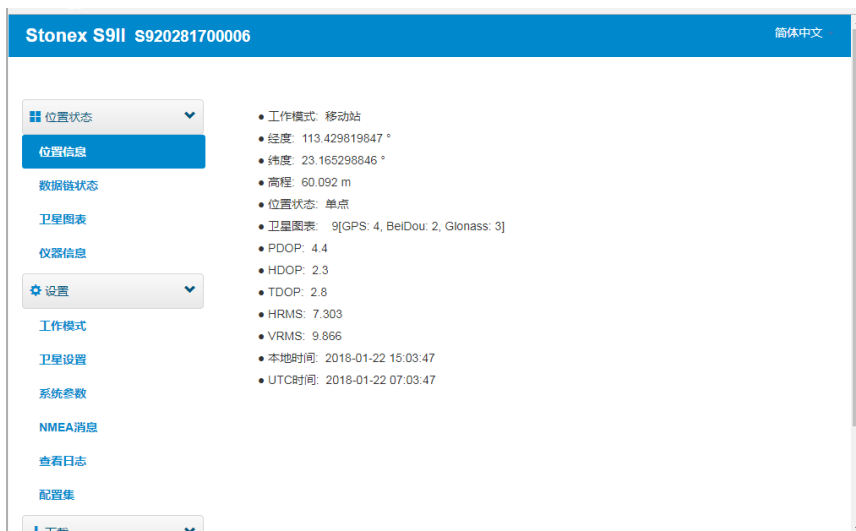 Stonex S9II S920281700006
简体中文
位置状态
位置信息
数据链状态
卫星图表
仪器信息
设置
工作模式
卫星设置
系统参数
NMEA消息
查看日志
配置集
● 工作模式: 移动站
● 经度: 113.429819847 °
● 纬度: 23.165298846 °
● 高程: 60.092 m
● 位置状态: 单点
● 卫星图表: 9[GPS: 4, BeiDou: 2, Glonass: 3]
● PDOP: 4.4
● HDOP: 2.3
● TDOP: 2.8
● HRMS: 7.303
● VRMS: 9.866
● 本地时间: 2018-01-22 15:03:47
● UTC时间: 2018-01-22 07:03:47